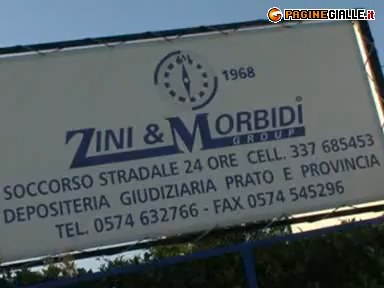 PAGINEGIALLE.it
1968
ZINI & MORBIDI
GROUP
SOCCORSO STRADALE 24 ORE CELL. 337 685453
DEPOSITERIA GIUDIZIARIA PRATO E PROVINCIA
TEL. 0574 632766 - FAX 0574 545296